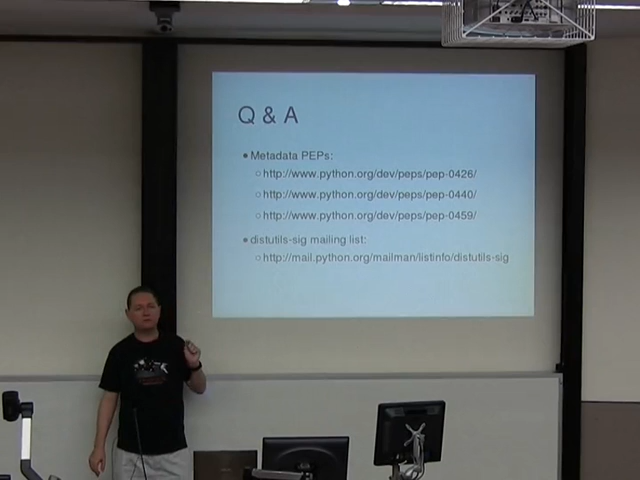 Q & A
Metadata PEPs:
http://www.python.org/dev/peps/pep-0426/
http://www.python.org/dev/peps/pep-0440/
http://www.python.org/dev/peps/pep-0459/
distutils-sig mailing list:
http://mail.python.org/mailman/listinfo/distutils-sig